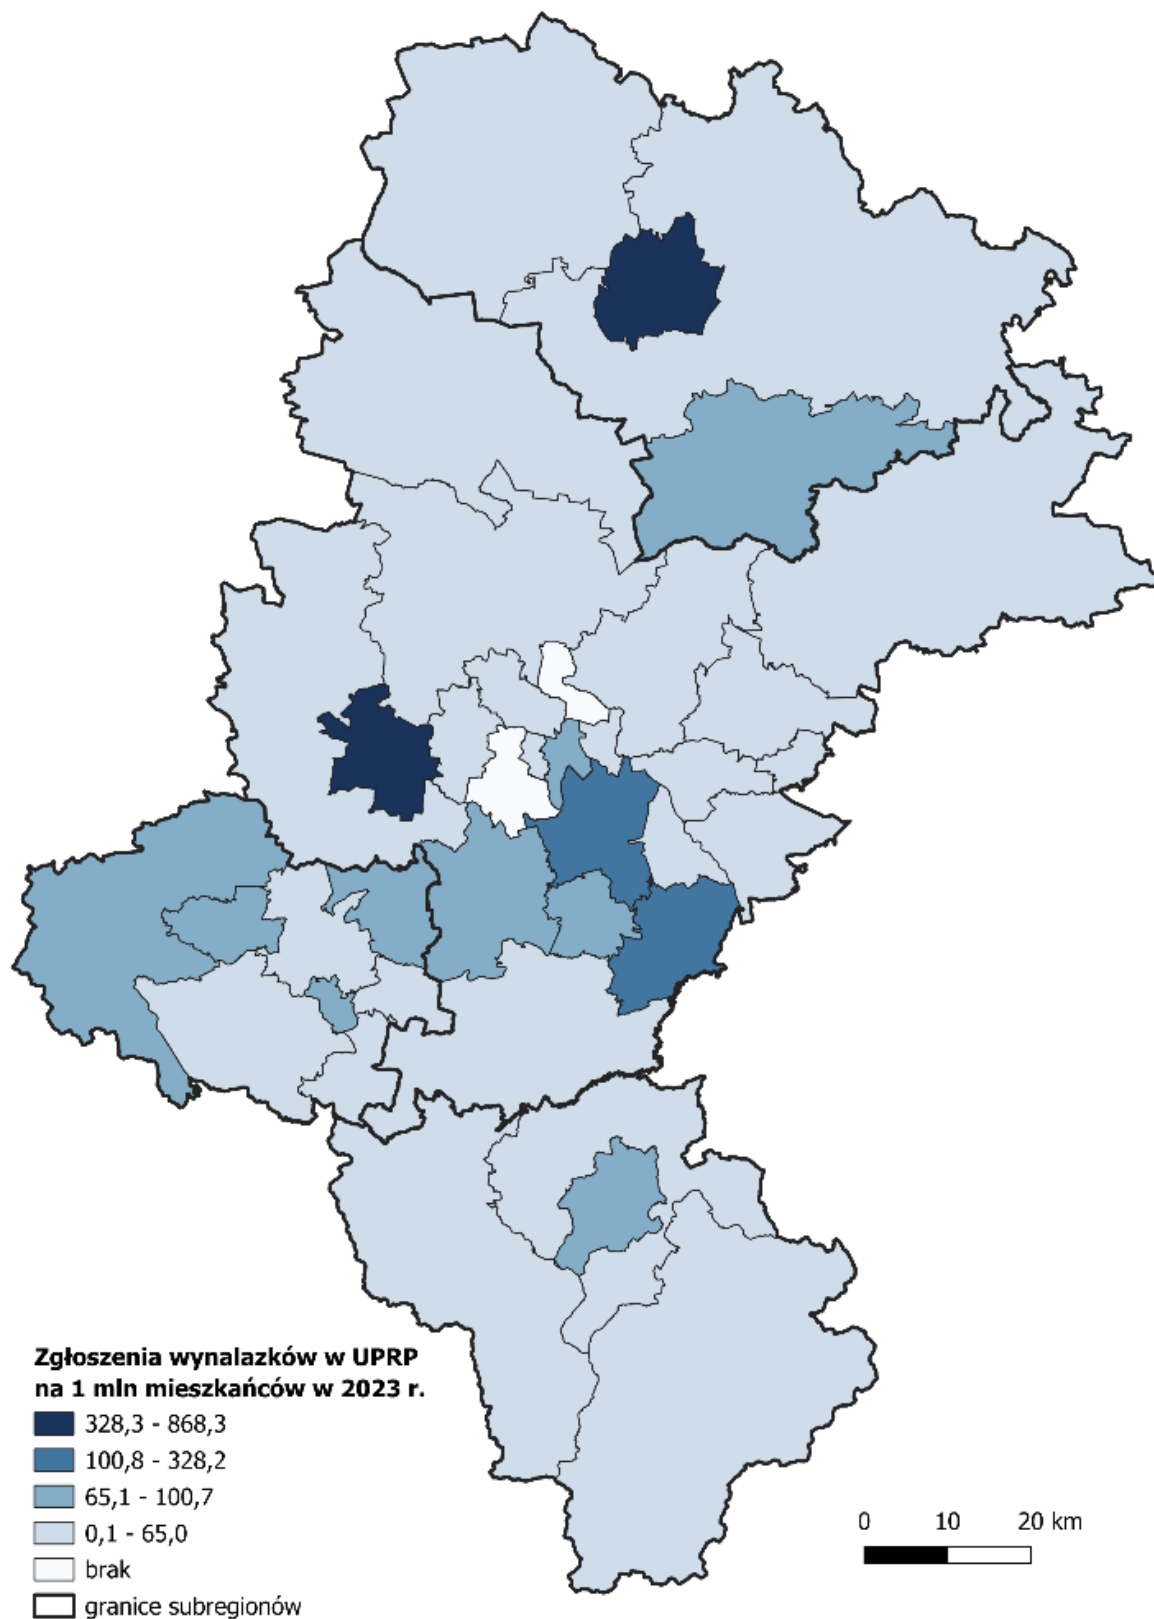 Zgłoszenia wynalazków w UPRP
na 1 mln mieszkańców w 2023 r.
328,3 - 868,3
100,8 - 328,2
65,1 - 100,7
0,1 - 65,0
brak
granice subregionów
0 10 20 km